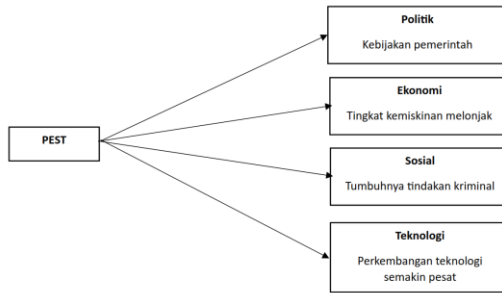 Politik
Kebijakan pemerintah
Ekonomi
Tingkat kemiskinan melonjak
PEST
Sosial
Tumbuhnya tindakan kriminal
Teknologi
Perkembangan teknologi
semakin pesat